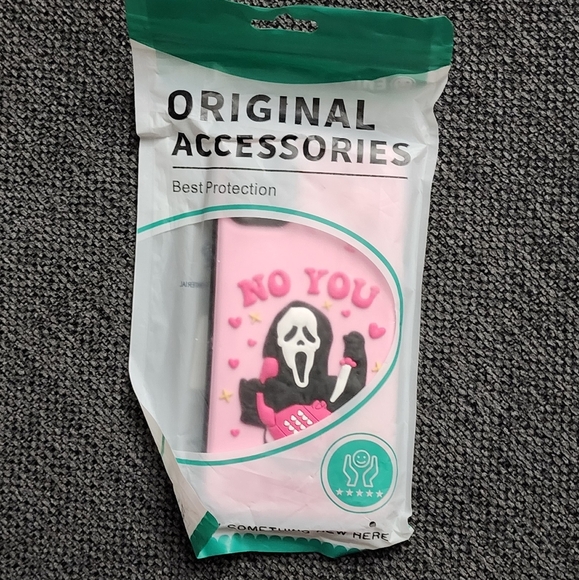 ORIGINAL
ACCESSORIES
Best Protection
NO YOU
SOMETHING NEW HERE